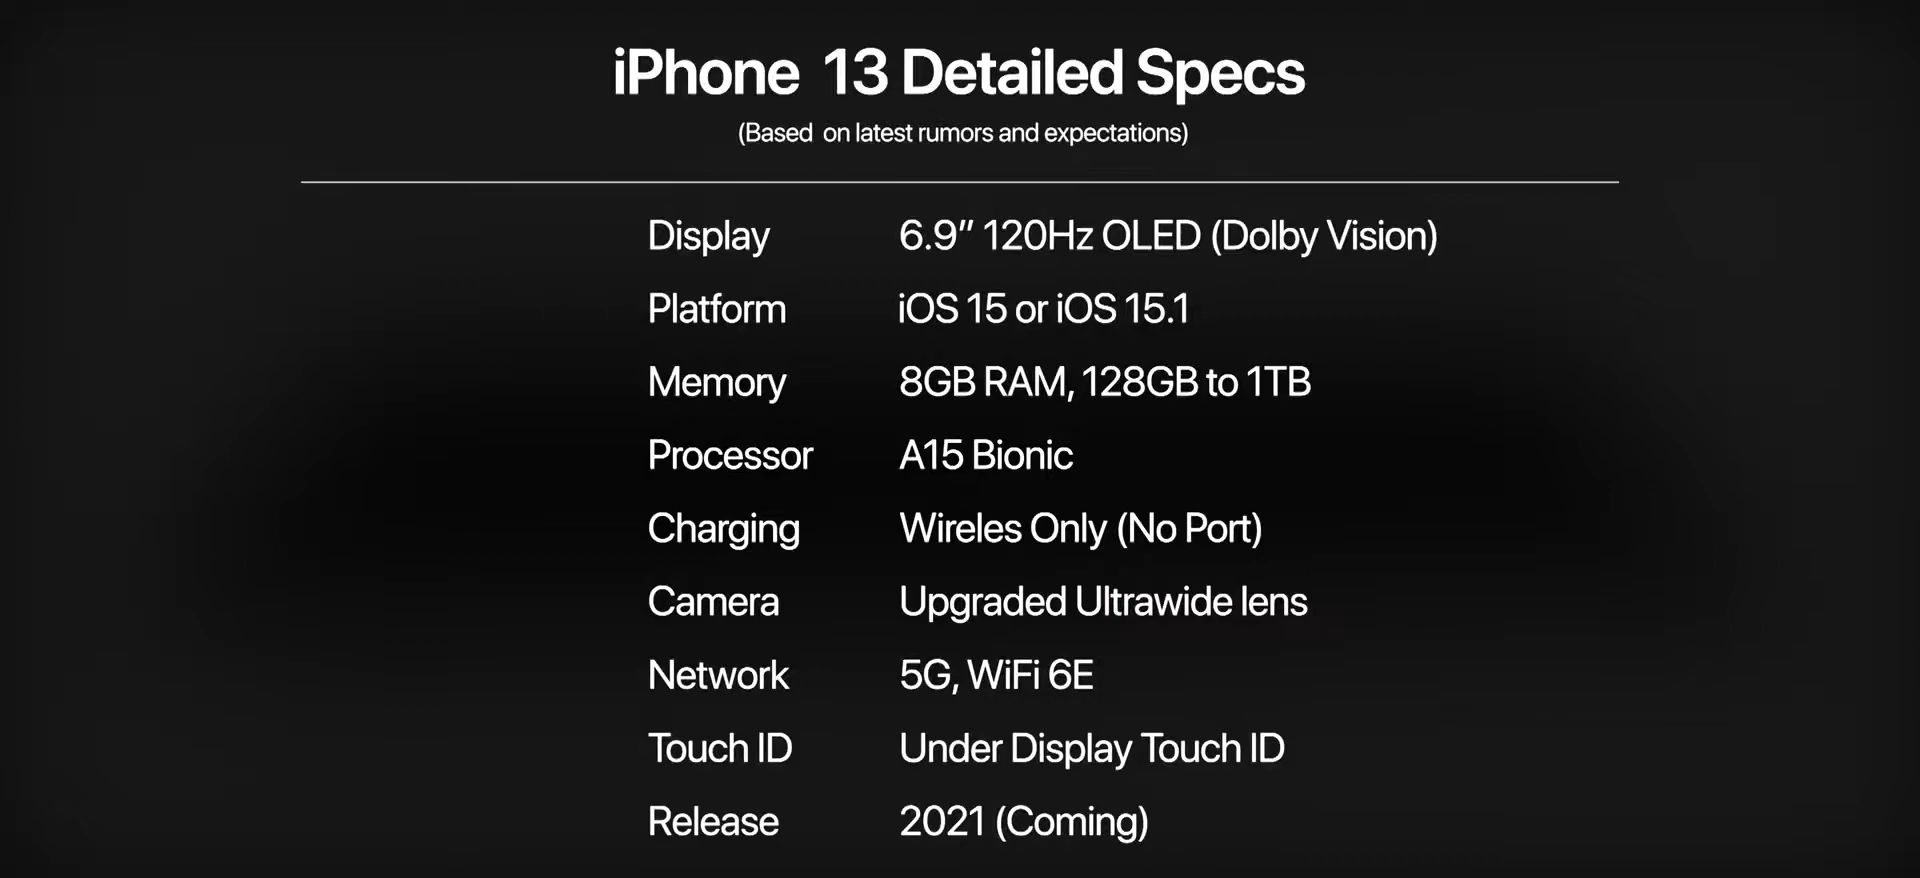 iPhone 13 Detailed Specs
(Based on latest rumors and expectations)
Display 6.9″ 120Hz OLED (Dolby Vision)
Platform iOS 15 or iOS 15.1
Memory 8GB RAM, 128GB to 1TB
Processor A15 Bionic
Charging Wireles Only (No Port)
Camera Upgraded Ultrawide lens
Network 5G, WiFi 6E
Touch ID Under Display Touch ID
Release 2021 (Coming)